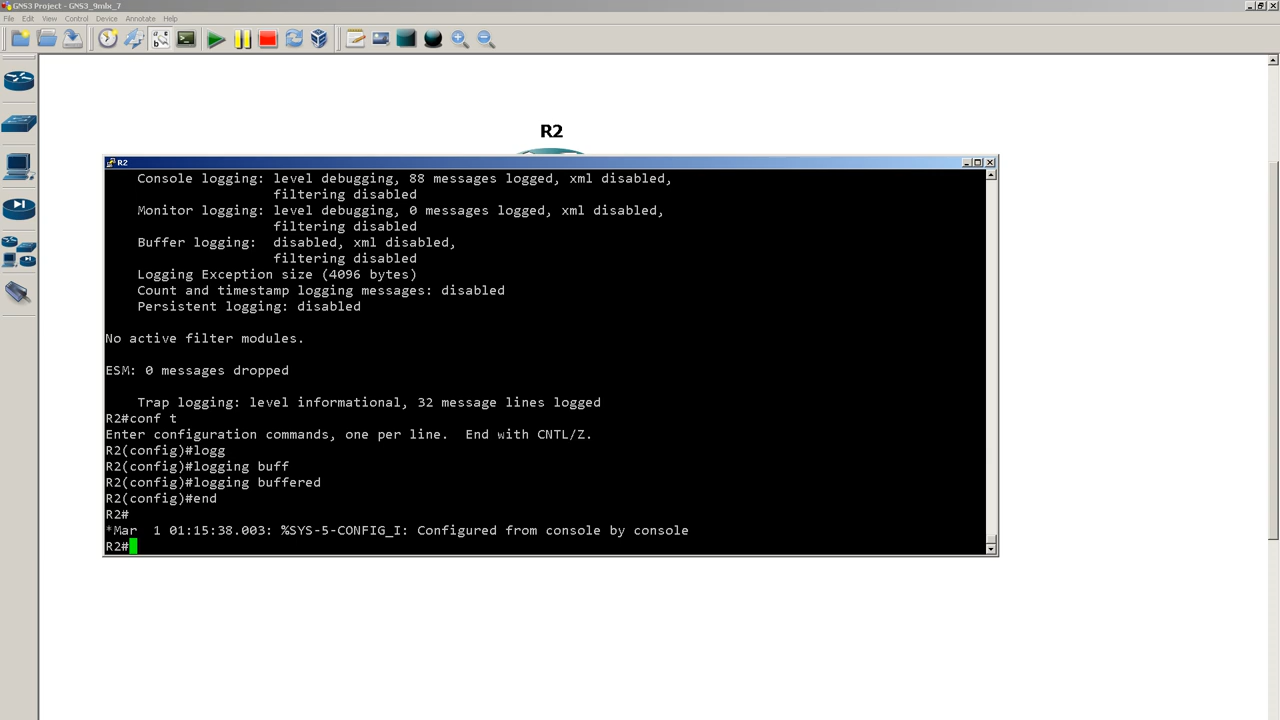 GNS3 Project - GNS3_9mlx_7
File Edit View Control Device Annotate Help
R2
R2
Console logging: level debugging, 88 messages logged, xml disabled,
filtering disabled
Monitor logging: level debugging, 0 messages logged, xml disabled,
filtering disabled
Buffer logging:  disabled, xml disabled,
filtering disabled
Logging Exception size (4096 bytes)
Count and timestamp logging messages: disabled
Persistent logging: disabled
No active filter modules.
ESM: 0 messages dropped
Trap logging: level informational, 32 message lines logged
R2#conf t
Enter configuration commands, one per line.  End with CNTL/Z.
R2(config)#logg
R2(config)#logging buff
R2(config)#logging buffered
R2(config)#end
R2#
*Mar  1 01:15:38.003: %SYS-5-CONFIG_I: Configured from console by console
R2#